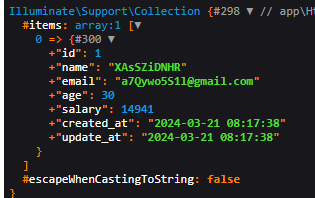 Illuminate\Support\Collection {#298 ▼ // app\Ht
#items: array:1 [▼
0 => {#300 ▼
+"id": 1
+"name": "XAsSZiDNHR"
+"email": "a7Qywo5S1l@gmail.com"
+"age": 30
+"salary": 14941
+"created_at": "2024-03-21 08:17:38"
+"update_at": "2024-03-21 08:17:38"
}
]
#escapeWhenCastingToString: false
}